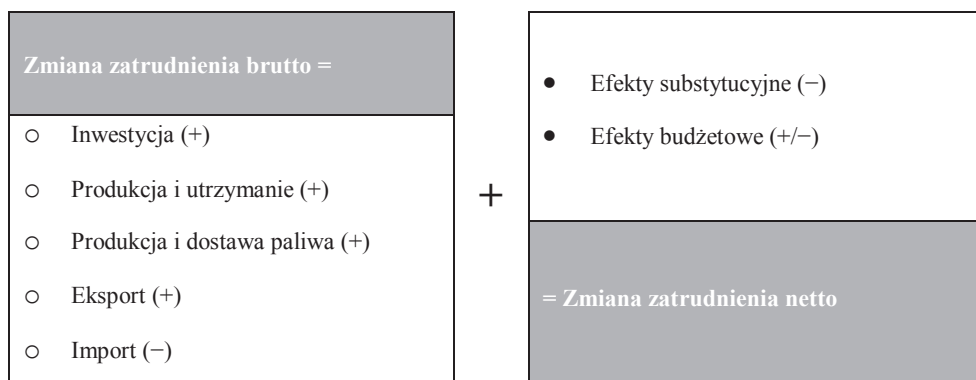 Zmiana zatrudnienia brutto =
○ Inwestycja (+)
○ Produkcja i utrzymanie (+)
○ Produkcja i dostawa paliwa (+)
○ Eksport (+)
○ Import (−)
+
● Efekty substytucyjne (−)
● Efekty budżetowe (+/−)
= Zmiana zatrudnienia netto